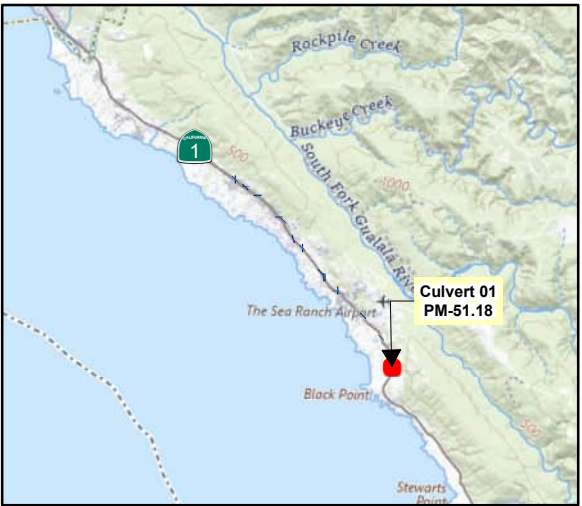 Rockpile Creek
Buckeye Creek
CALIFORNIA
1
500
1000
South Fork Gualala River
Culvert 01
PM-51.18
The Sea Ranch Airport
Black Point
500
Stewarts
Point